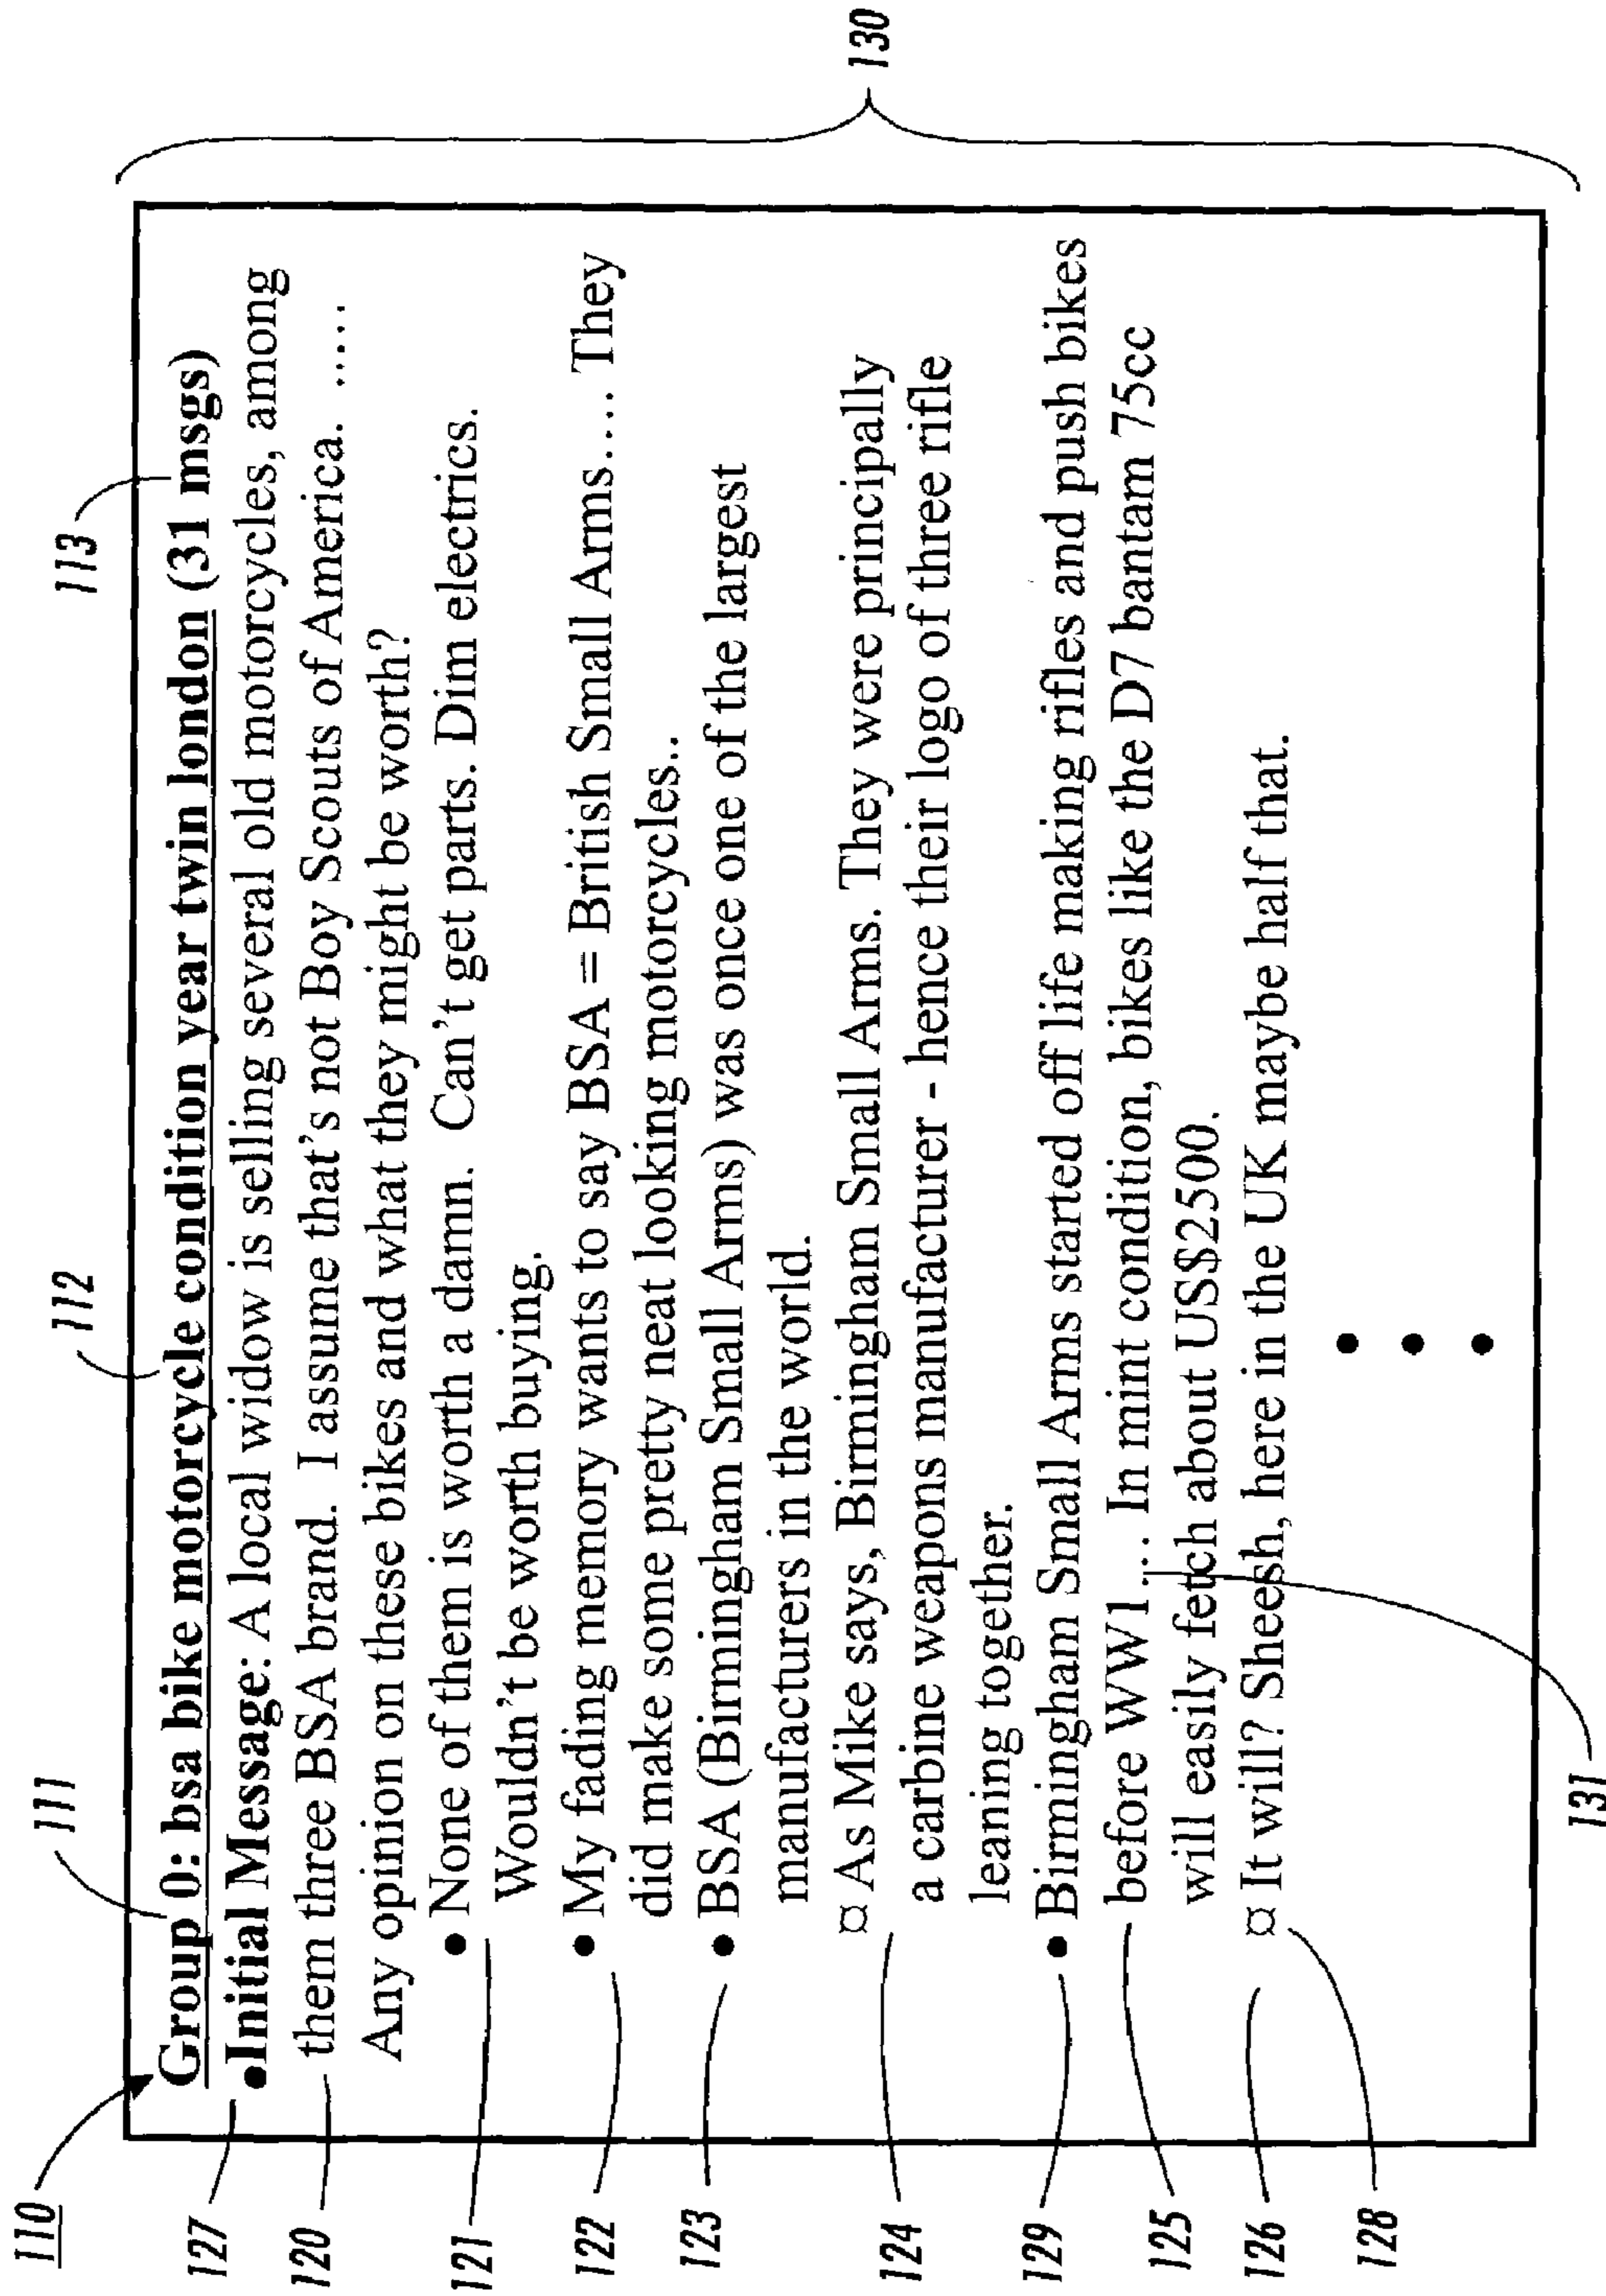 110
111
112
113
Group 0: bsa bike motorcycle condition year twin london (31 msgs)
127
●Initial Message: A local widow is selling several old motorcycles, among
120
them three BSA brand. I assume that's not Boy Scouts of America. .....
Any opinion on these bikes and what they might be worth?
121
● None of them is worth a damn. Can't get parts. Dim electrics.
Wouldn't be worth buying.
122
● My fading memory wants to say BSA = British Small Arms.... They
did make some pretty neat looking motorcycles..
123
● BSA (Birmingham Small Arms) was once one of the largest
manufacturers in the world.
124
¤ As Mike says, Birmingham Small Arms. They were principally
a carbine weapons manufacturer - hence their logo of three rifle
leaning together.
129
● Birmingham Small Arms started off life making rifles and push bikes
125
before WW1.... In mint condition, bikes like the D7 bantam 75cc
will easily fetch about US$2500.
126
¤ It will? Sheesh, here in the UK maybe half that.
128
●
●
●
131
130